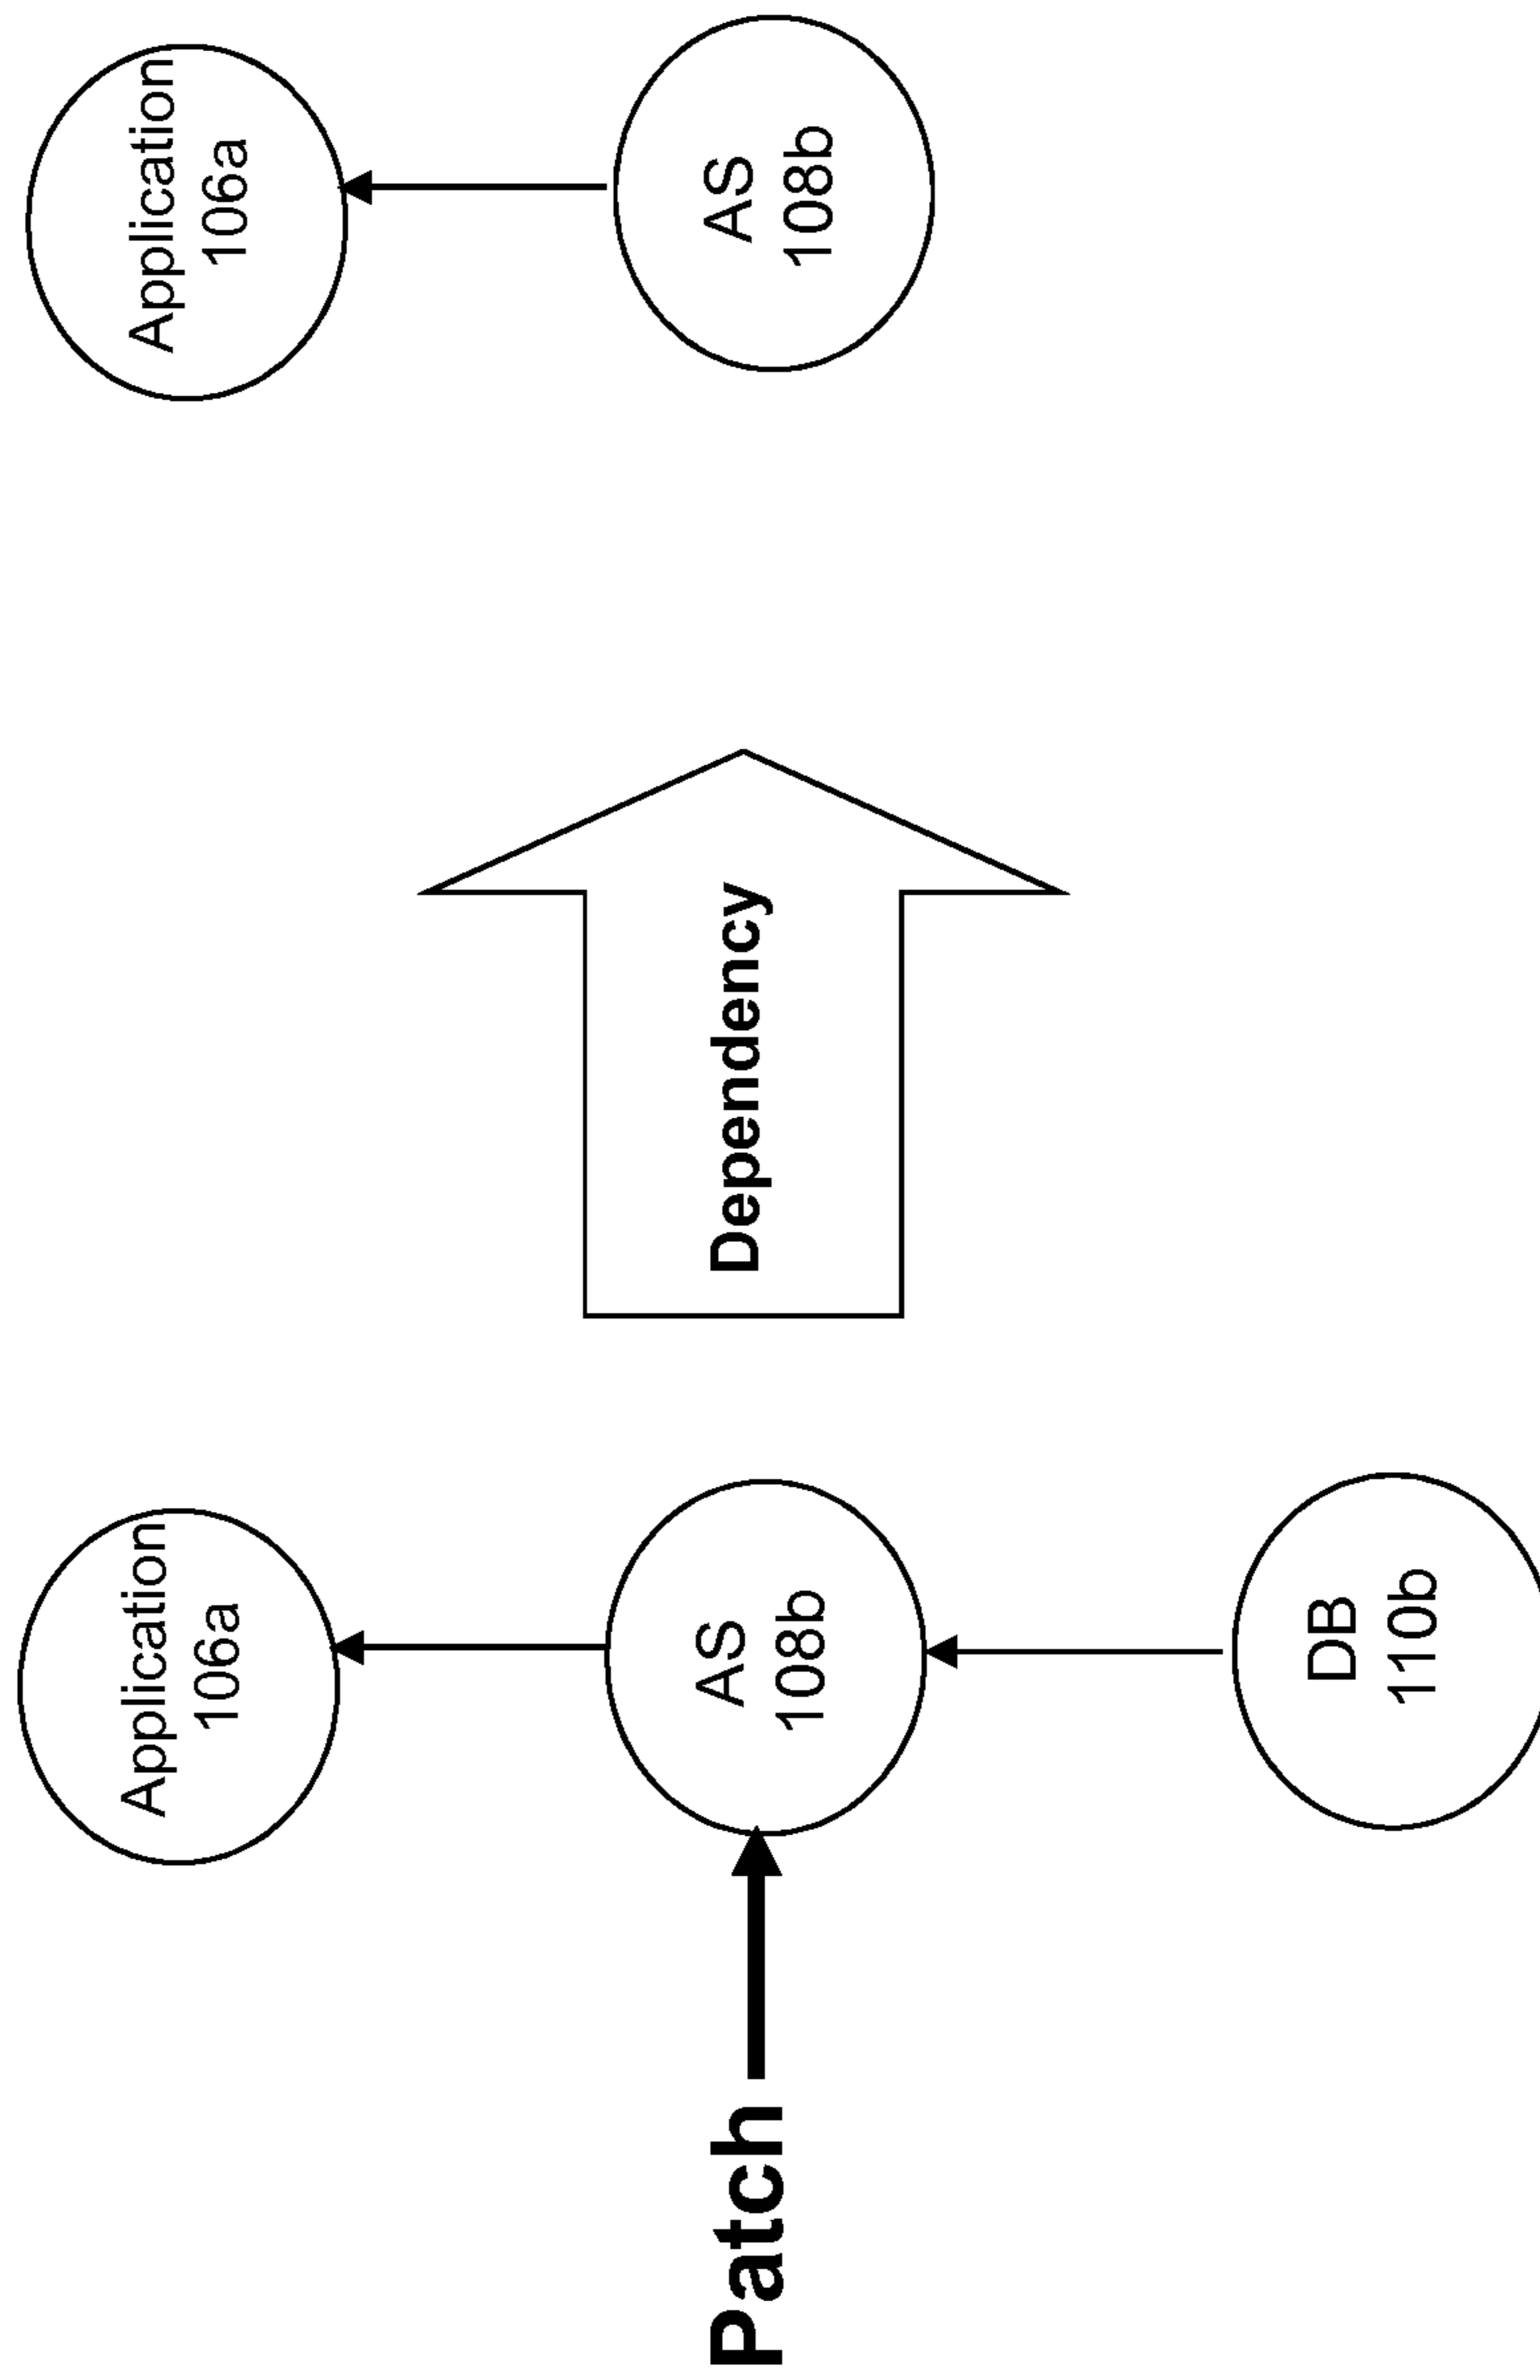 Application
106a
Patch
AS
108b
DB
110b
Dependency
Application
106a
AS
108b